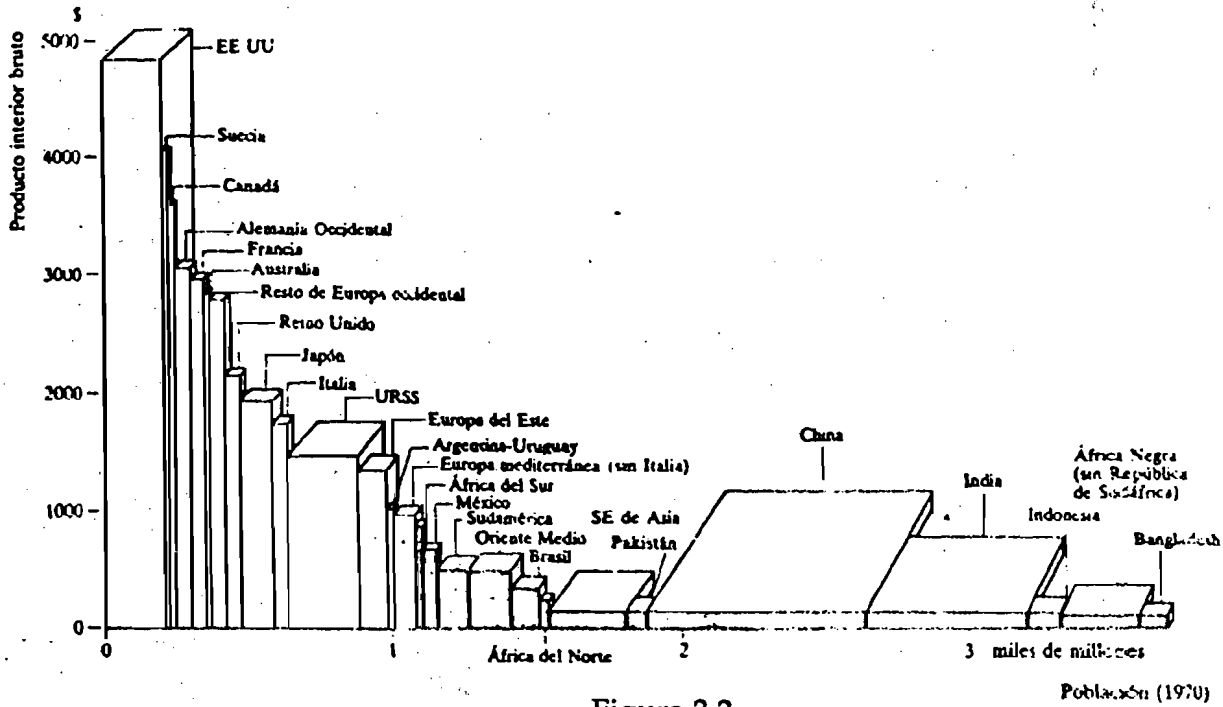 $
Producto interior bruto
5000
4000
3000
2000
1000
0
EE UU
Suecia
Canadá
Alemania Occidental
Francia
Australia
Resto de Europa occidental
Reino Unido
Japón
Italia
URSS
Europa del Este
Argentina-Uruguay
Europa mediterránea (sin Italia)
África del Sur
México
Sudamérica
Oriente Medio
Brasil
SE de Asia
Pakistán
China
India
Indonesia
África Negra
(sin República
de Sudáfrica)
Bangladesh
0
1
África del Norte
2
3 miles de millones
Población (1970)